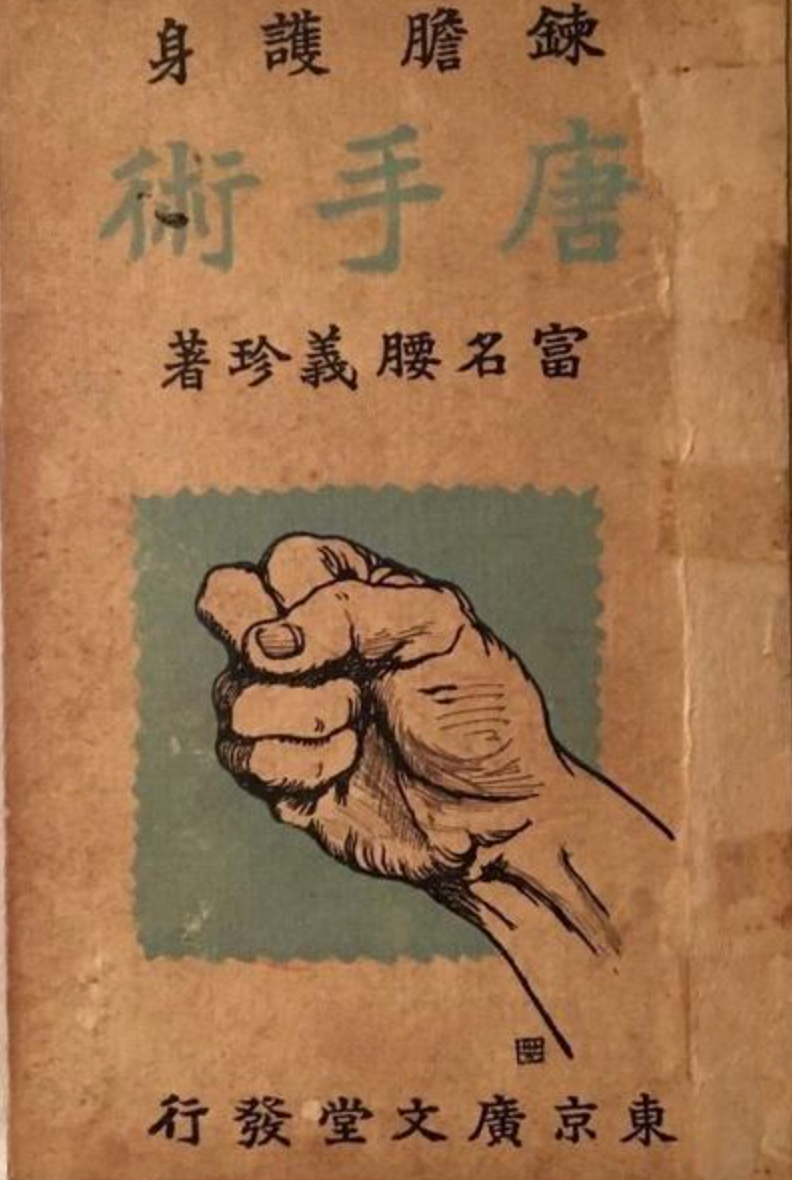 鍊膽護身
唐手術
富名腰義珍著
東京廣文堂發行